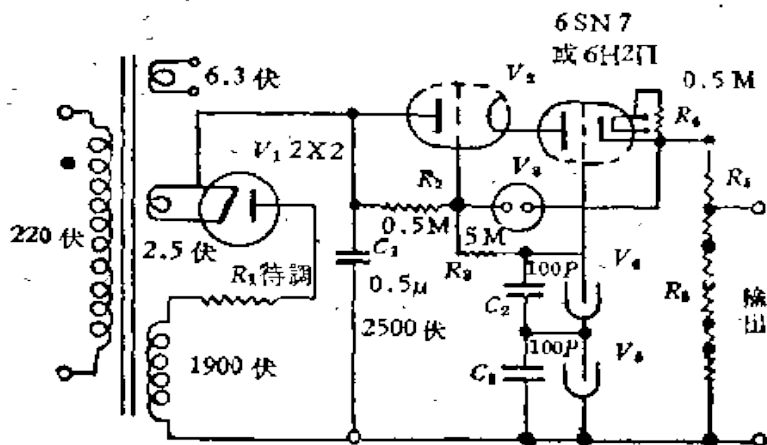 6SN7
或6H2П
6.3伏
V₂
0.5M
R₄
V₁ 2X2
V₃
R₂
R₅
220伏
2.5伏
0.5M
5M
C₁
R₃
100P
V₄
R₁待調
0.5μ
C₂
R₆
輸出
2500伏
100P
V₅
1900伏
C₃